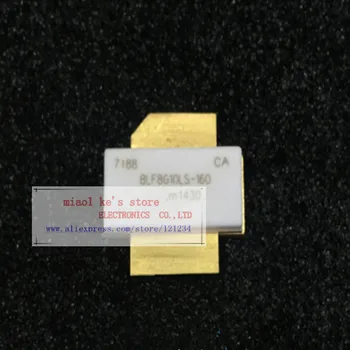 7188 CA
BLF8G10LS-160
m1430
miaol ke's store
ELECTRONICS CO.,LTD
www.aliexpress.com/store/121234